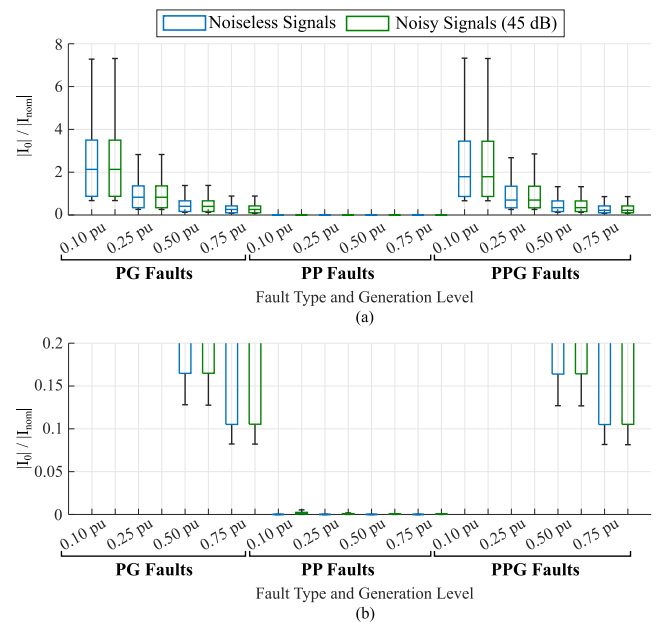 Noiseless Signals Noisy Signals (45 dB)
8
6
4
2
0
|I0| / |Inom|
0.10 pu 0.25 pu 0.50 pu 0.75 pu 0.10 pu 0.25 pu 0.50 pu 0.75 pu 0.10 pu 0.25 pu 0.50 pu 0.75 pu
PG Faults PP Faults PPG Faults
Fault Type and Generation Level
(a)
0.2
0.15
0.1
0.05
0
|I0| / |Inom|
0.10 pu 0.25 pu 0.50 pu 0.75 pu 0.10 pu 0.25 pu 0.50 pu 0.75 pu 0.10 pu 0.25 pu 0.50 pu 0.75 pu
PG Faults PP Faults PPG Faults
Fault Type and Generation Level
(b)